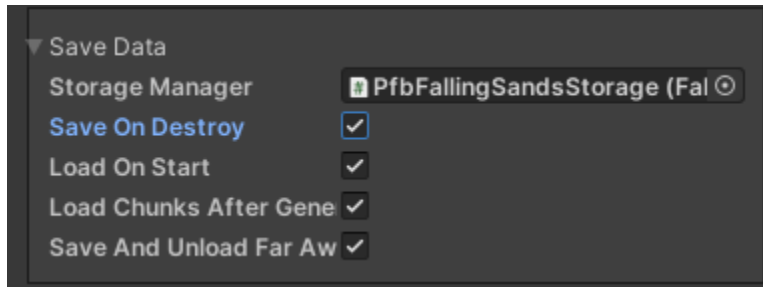 Save Data
Storage Manager PfbFallingSandsStorage (Fal
Save On Destroy
Load On Start
Load Chunks After Gene
Save And Unload Far Aw